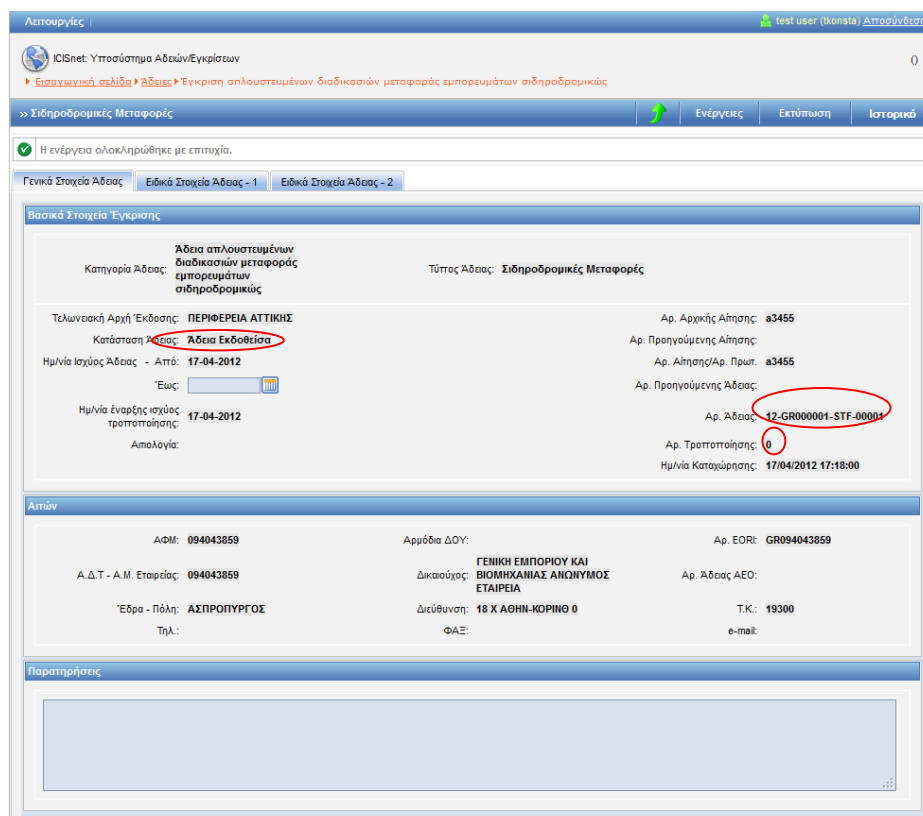 Λειτουργίες
test user (tkonsta) Αποσύνδεση
ICISnet: Υποσύστημα Αδειών/Εγκρίσεων
()
Εισαγωγική σελίδα Άδειες Έγκριση απλουστευμένων διαδικασιών μεταφοράς εμπορευμάτων σιδηροδρομικώς
>> Σιδηροδρομικές Μεταφορές Ενέργειες Εκτύπωση Ιστορικό
Η ενέργεια ολοκληρώθηκε με επιτυχία.
Γενικά Στοιχεία Άδειας Ειδικά Στοιχεία Άδειας - 1 Ειδικά Στοιχεία Άδειας - 2
Βασικά Στοιχεία Έγκρισης
Κατηγορία Άδειας: Άδεια απλουστευμένων
διαδικασιών μεταφοράς
εμπορευμάτων
σιδηροδρομικώς
Τύπος Άδειας: Σιδηροδρομικές Μεταφορές
Τελωνειακή Αρχή Έκδοσης: ΠΕΡΙΦΕΡΕΙΑ ΑΤΤΙΚΗΣ Αρ. Αρχικής Αίτησης: a3455
Κατάσταση Άδειας: Άδεια Εκδοθείσα Αρ. Προηγούμενης Αίτησης:
Ημ/νία Ισχύος Άδειας - Από: 17-04-2012 Αρ. Αίτησης/Αρ. Πρωτ. a3455
Έως: Αρ. Προηγούμενης Άδειας:
Ημ/νία έναρξης ισχύος
τροποποίησης: 17-04-2012 Αρ. Άδειας: 12-GR000001-STF-00001
Απολογία: Αρ. Τροποποίησης: 0
Ημ/νία Καταχώρησης: 17/04/2012 17:18:00
Αιτών
ΑΦΜ: 094043859 Αρμόδια ΔΟΥ: Αρ. EORI: GR094043859
Α.Δ.Τ - Α.Μ. Εταιρείας: 094043859 Δικαιούχος: ΓΕΝΙΚΗ ΕΜΠΟΡΙΟΥ ΚΑΙ
ΒΙΟΜΗΧΑΝΙΑΣ ΑΝΩΝΥΜΟΣ
ΕΤΑΙΡΕΙΑ
Αρ. Άδειας ΑΕΟ:
Έδρα - Πόλη: ΑΣΠΡΟΠΥΡΓΟΣ Διεύθυνση: 18 Χ ΑΘΗΝ-ΚΟΡΙΝΘ 0 Τ.Κ.: 19300
Τηλ.: ΦΑΞ: e-mail:
Παρατηρήσεις